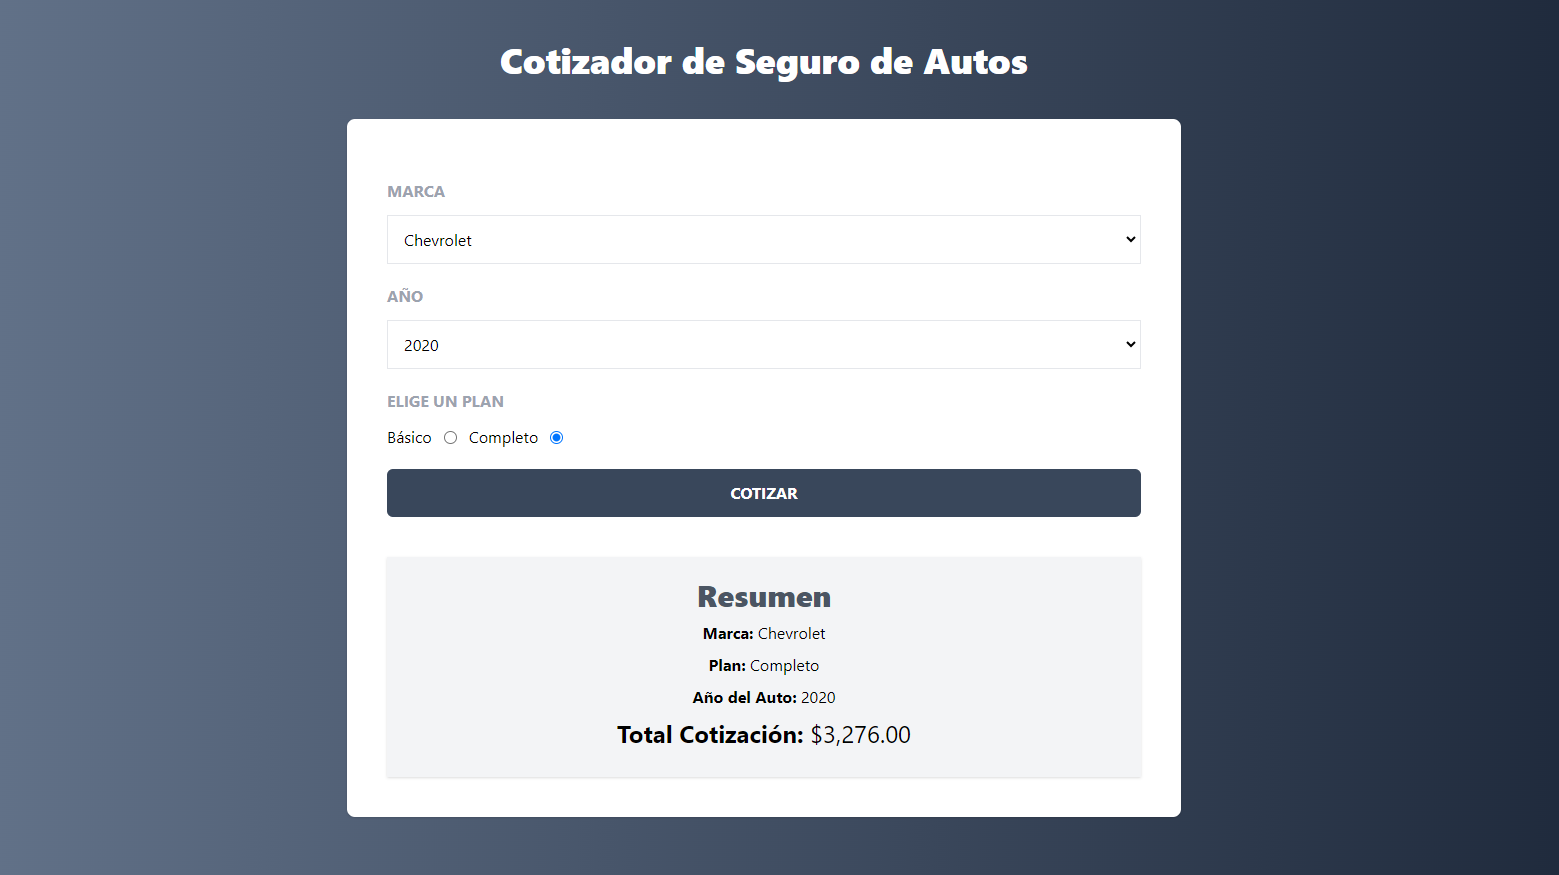 Cotizador de Seguro de Autos
MARCA
Chevrolet
AÑO
2020
ELIGE UN PLAN
Básico Completo
COTIZAR
Resumen
Marca: Chevrolet
Plan: Completo
Año del Auto: 2020
Total Cotización: $3,276.00